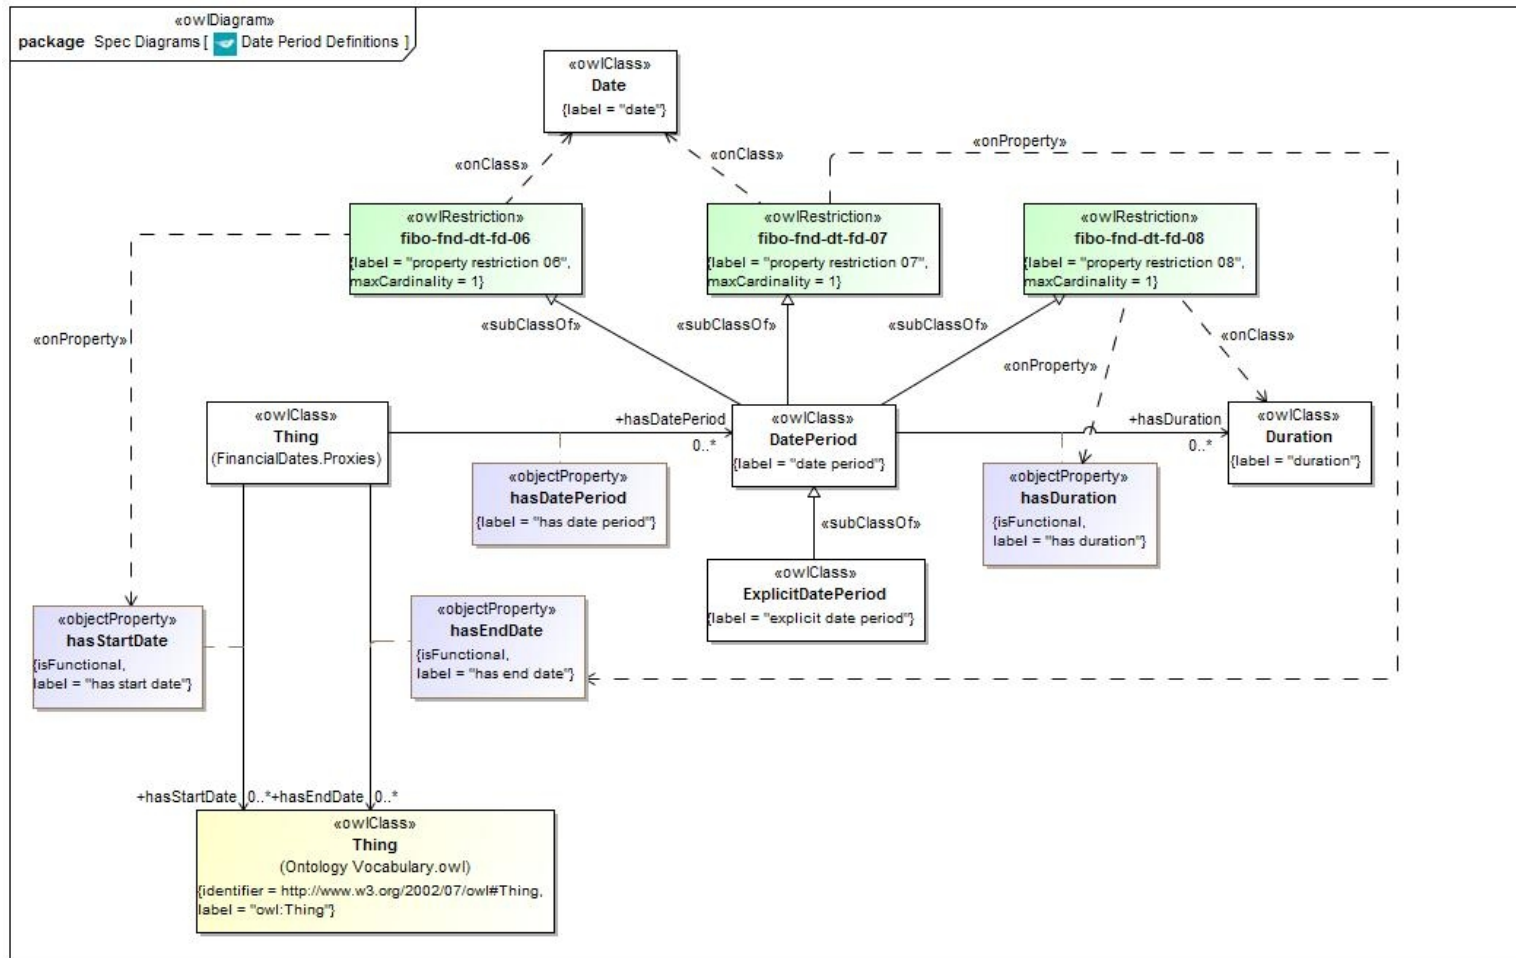 «owlDiagram»
package Spec Diagrams [ Date Period Definitions ]
«owlClass»
Date
{label = "date"}
«onClass»
«onClass»
«onProperty»
«owlRestriction»
fibo-fnd-dt-fd-06
{label = "property restriction 06",
maxCardinality = 1}
«owlRestriction»
fibo-fnd-dt-fd-07
{label = "property restriction 07",
maxCardinality = 1}
«owlRestriction»
fibo-fnd-dt-fd-08
{label = "property restriction 08",
maxCardinality = 1}
«onProperty»
«subClassOf»
«subClassOf»
«subClassOf»
«onClass»
«onProperty»
«owlClass»
Thing
(FinancialDates.Proxies)
+hasDatePeriod
0..*
«owlClass»
DatePeriod
{label = "date period"}
+hasDuration
0..*
«owlClass»
Duration
{label = "duration"}
«objectProperty»
hasDatePeriod
{label = "has date period"}
«objectProperty»
hasDuration
{isFunctional,
label = "has duration"}
«subClassOf»
«owlClass»
ExplicitDatePeriod
{label = "explicit date period"}
«objectProperty»
hasStartDate
{isFunctional,
label = "has start date"}
«objectProperty»
hasEndDate
{isFunctional,
label = "has end date"}
+hasStartDate 0..* +hasEndDate 0..*
«owlClass»
Thing
(Ontology Vocabulary.owl)
{identifier = http://www.w3.org/2002/07/owl#Thing,
label = "owl:Thing"}